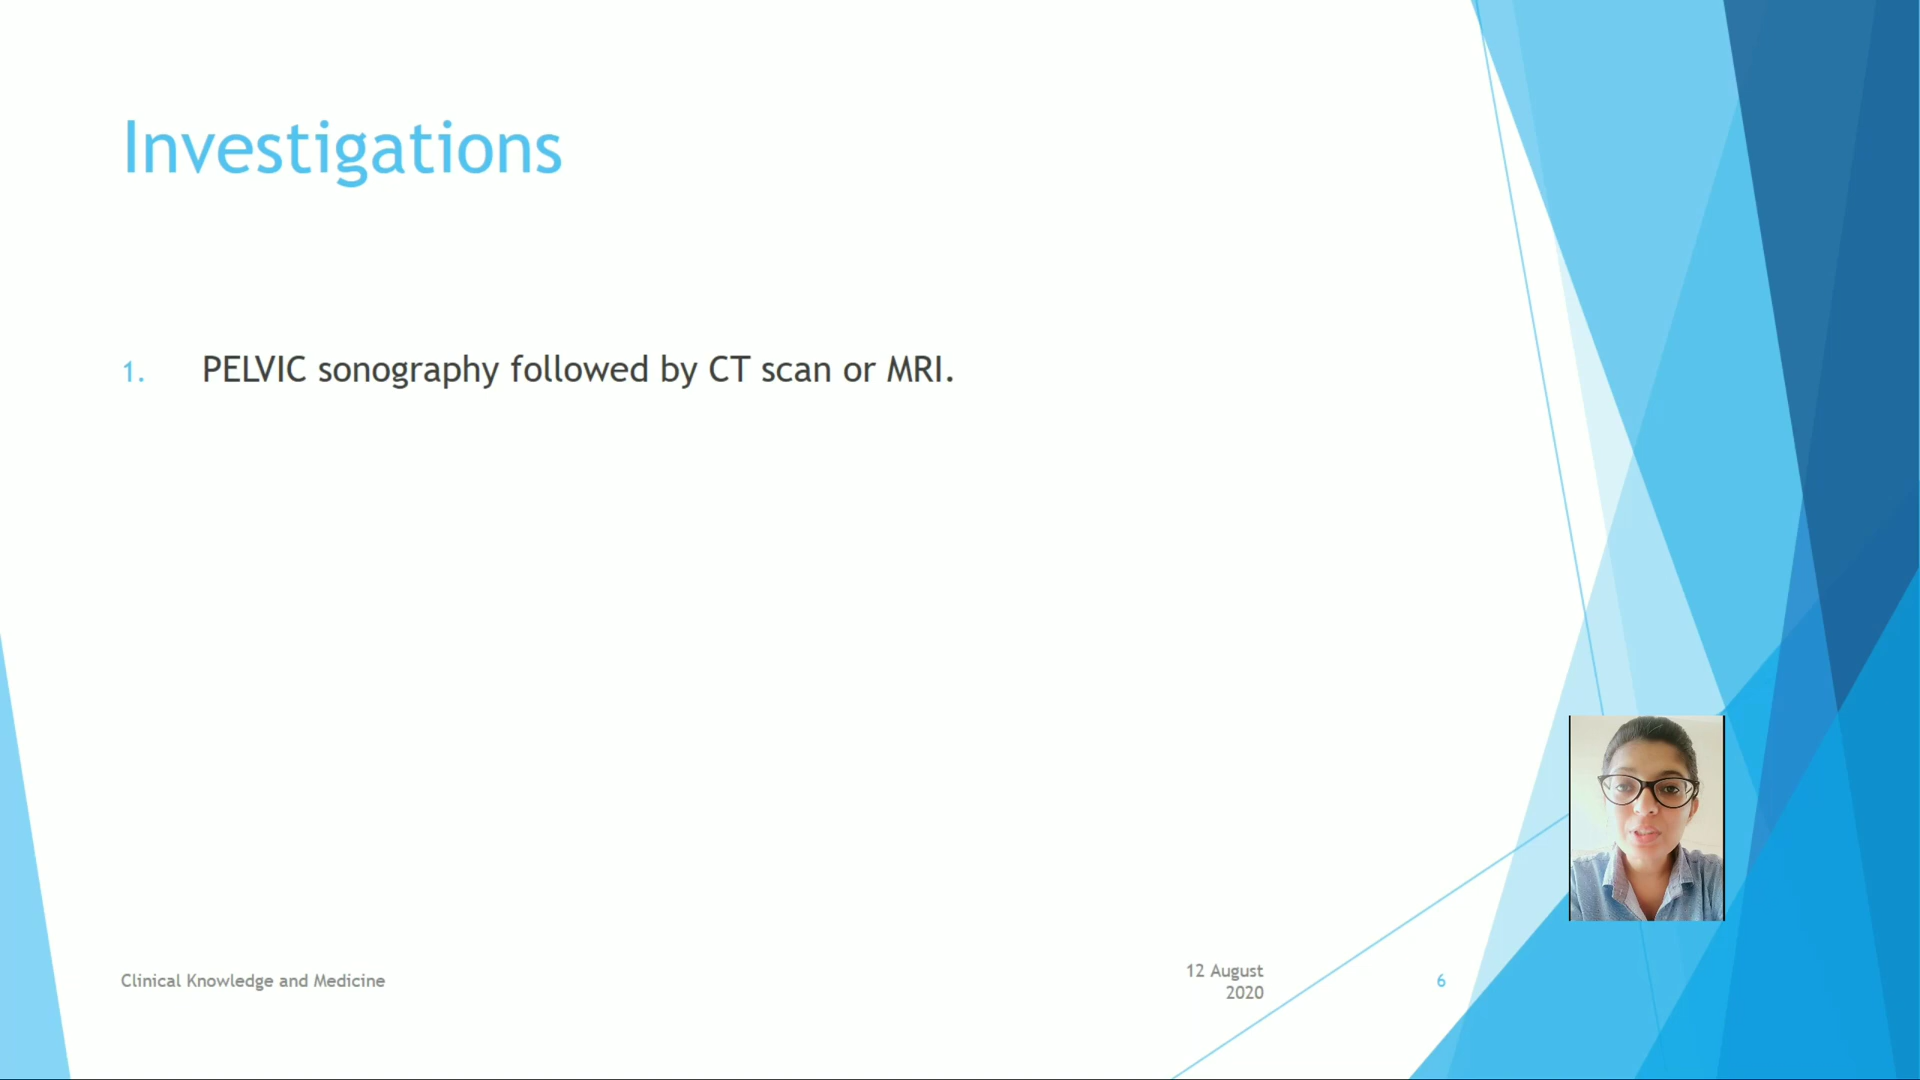 Investigations
1. PELVIC sonography followed by CT scan or MRI.
Clinical Knowledge and Medicine
12 August
2020
6